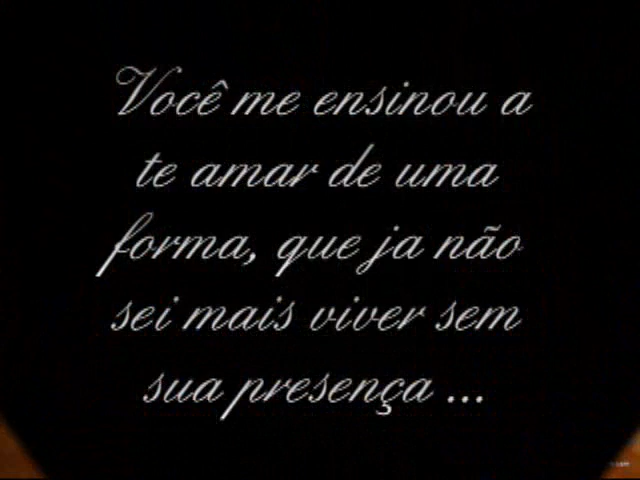 Você me ensinou a
te amar de uma
forma, que ja não
sei mais viver sem
sua presença ...